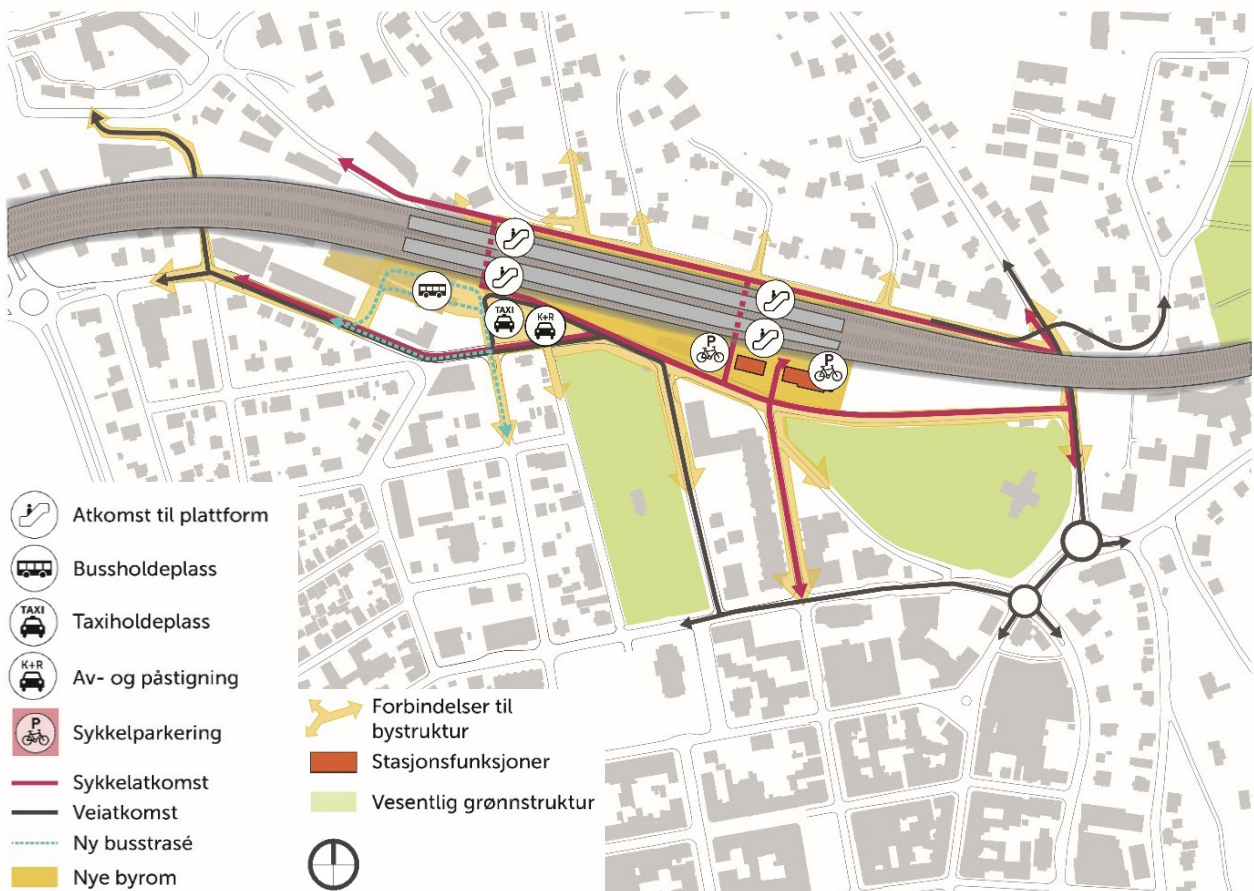 TAXI
K+R
P
P
Atkomst til plattform
Bussholdeplass
TAXI
Taxiholdeplass
K+R
Av- og påstigning
P
Sykkelparkering
Sykkelatkomst
Veiatkomst
Ny busstrasé
Nye byrom
Forbindelser til
bystruktur
Stasjonsfunksjoner
Vesentlig grønnstruktur